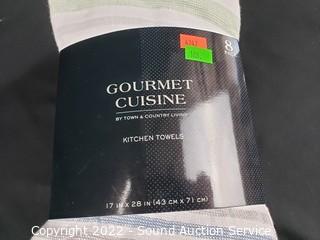 4747
8
GOURMET
CUISINE
BY TOWN & COUNTRY LIVING
KITCHEN TOWELS
17 IN X 28 IN (43 CM X 71 CM)
Copyright 2022 - Sound Auction Service